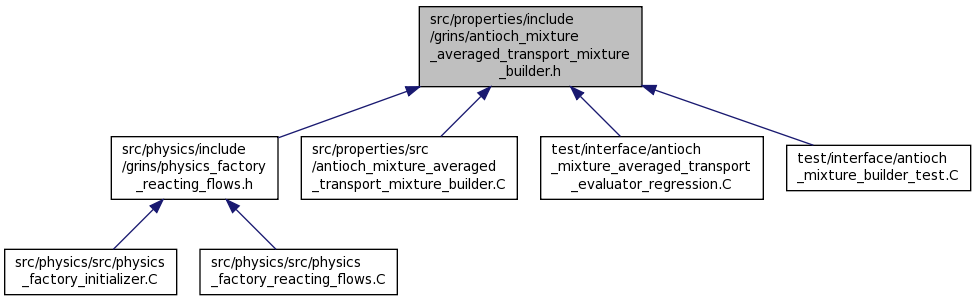 src/properties/include
/grins/antioch_mixture
_averaged_transport_mixture
_builder.h
src/physics/include
/grins/physics_factory
_reacting_flows.h
src/properties/src
/antioch_mixture_averaged
_transport_mixture_builder.C
test/interface/antioch
_mixture_averaged_transport
_evaluator_regression.C
test/interface/antioch
_mixture_builder_test.C
src/physics/src/physics
_factory_initializer.C
src/physics/src/physics
_factory_reacting_flows.C